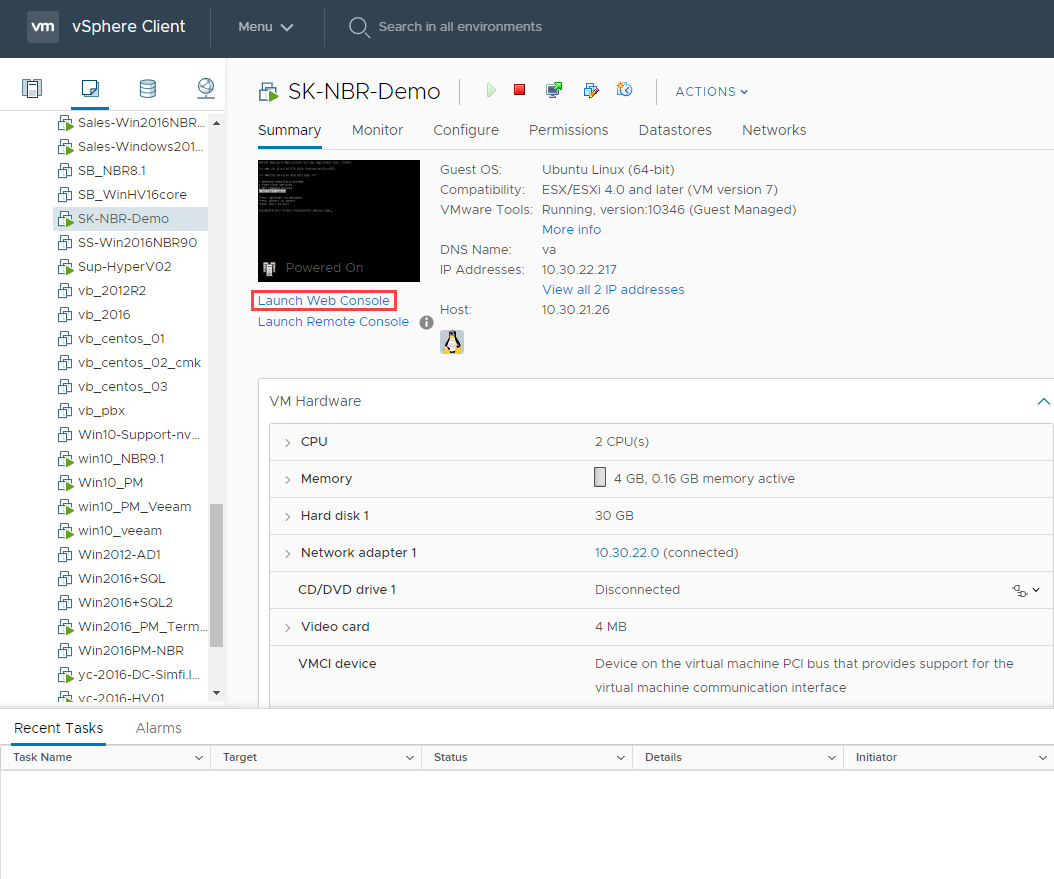 vm vSphere Client Menu Search in all environments
Sales-Win2016NBR...
Sales-Windows201...
SB_NBR8.1
SB_WinHV16core
SK-NBR-Demo
SS-Win2016NBR90
Sup-HyperV02
vb_2012R2
vb_2016
vb_centos_01
vb_centos_02_cmk
vb_centos_03
vb_pbx
Win10-Support-nv...
win10_NBR9.1
Win10_PM
win10_PM_Veeam
win10_veeam
Win2012-AD1
Win2016+SQL
Win2016+SQL2
Win2016_PM_Term...
Win2016PM-NBR
yc-2016-DC-Simfi.l...
yc-2016-HV01
SK-NBR-Demo ACTIONS
Summary Monitor Configure Permissions Datastores Networks
Powered On
Launch Web Console
Launch Remote Console
Guest OS: Ubuntu Linux (64-bit)
Compatibility: ESX/ESXi 4.0 and later (VM version 7)
VMware Tools: Running, version:10346 (Guest Managed)
More info
DNS Name: va
IP Addresses: 10.30.22.217
View all 2 IP addresses
Host: 10.30.21.26
VM Hardware
CPU 2 CPU(s)
Memory 4 GB, 0.16 GB memory active
Hard disk 1 30 GB
Network adapter 1 10.30.22.0 (connected)
CD/DVD drive 1 Disconnected
Video card 4 MB
VMCI device Device on the virtual machine PCI bus that provides support for the
virtual machine communication interface
Recent Tasks Alarms
Task Name Target Status Details Initiator